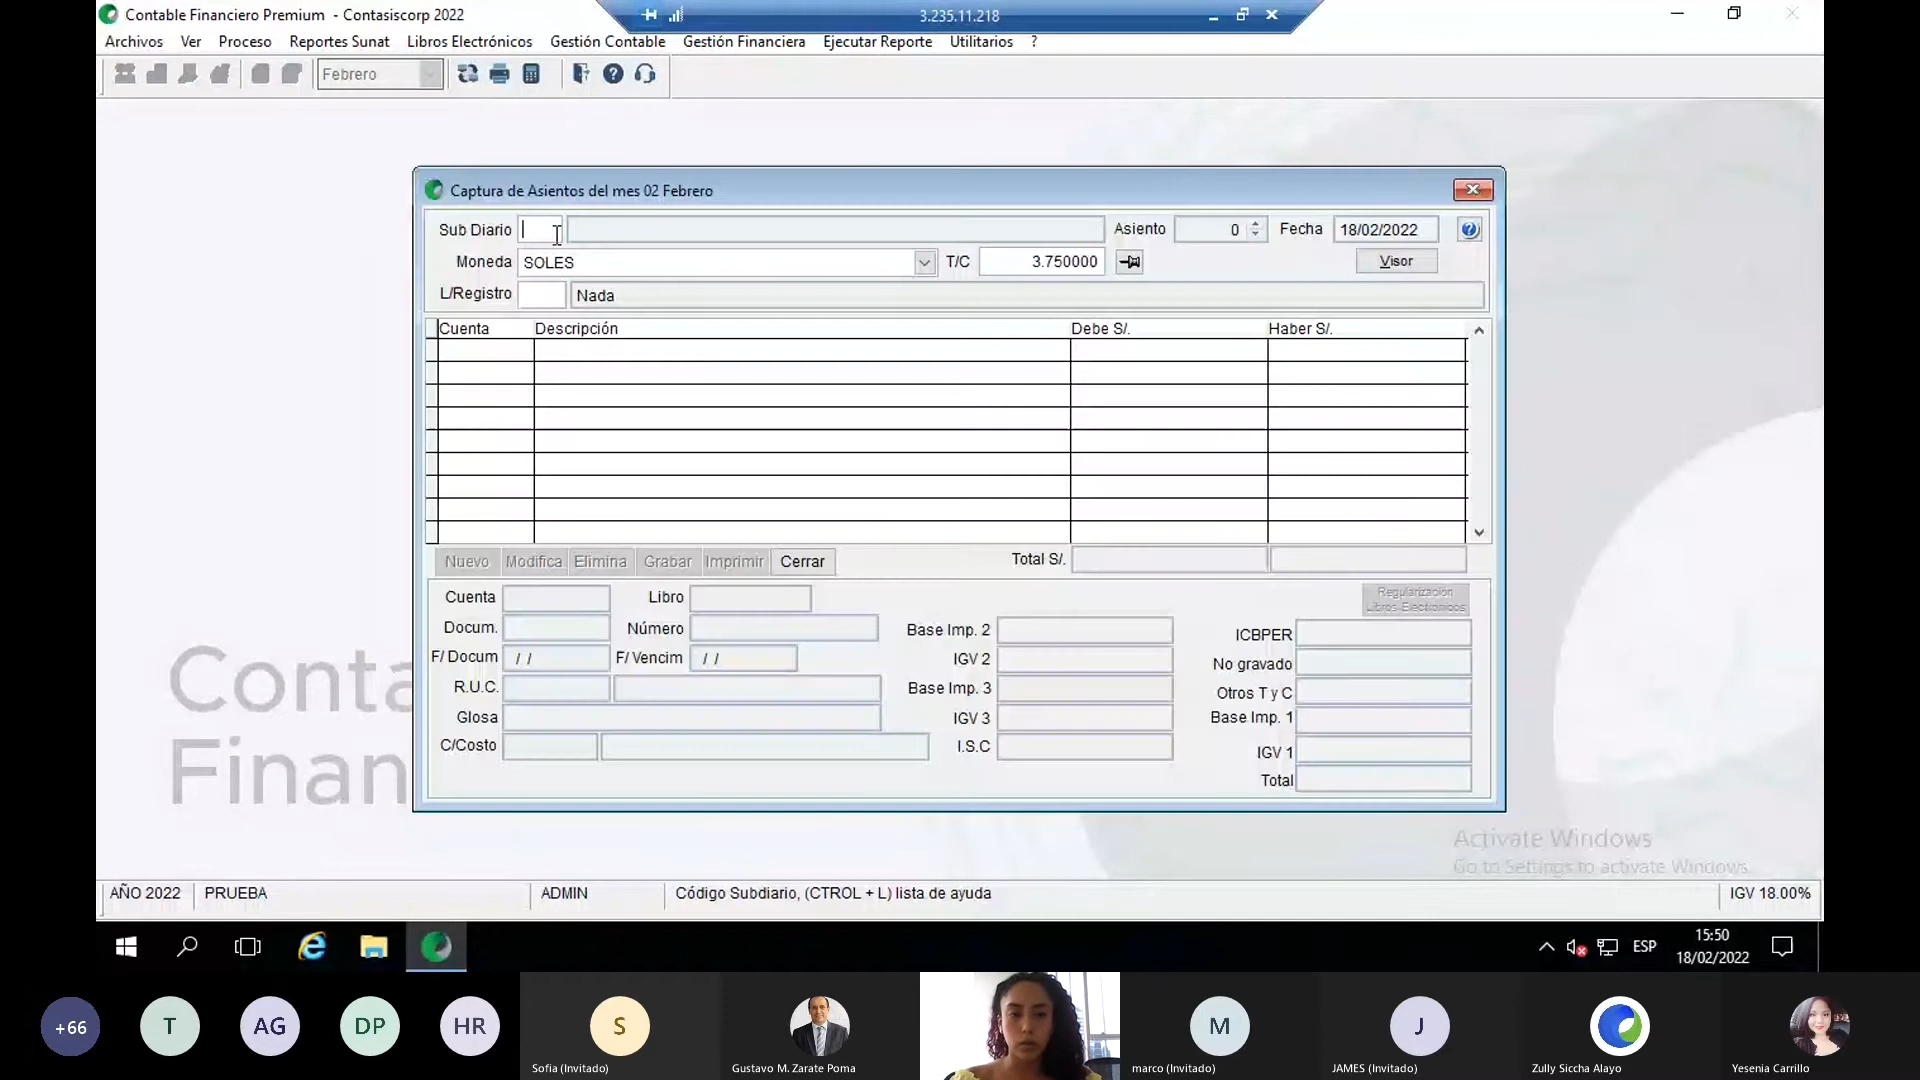 Contable Financiero Premium - Contasiscorp 2022
3.235.11.218
Archivos Ver Proceso Reportes Sunat Libros Electrónicos Gestión Contable Gestión Financiera Ejecutar Reporte Utilitarios ?
Febrero
Captura de Asientos del mes 02 Febrero
Sub Diario Asiento 0 Fecha 18/02/2022
Moneda SOLES T/C 3.750000 Visor
L/Registro Nada
Cuenta Descripción Debe S/. Haber S/.
Nuevo Modifica Elimina Grabar Imprimir Cerrar Total S/.
Cuenta Libro Regularización
Libros Electronicos
Docum. Número Base Imp. 2 ICBPER
F/ Docum / / F/ Vencim / / IGV 2 No gravado
R.U.C. Base Imp. 3 Otros T y C
Glosa IGV 3 Base Imp. 1
C/Costo I.S.C IGV 1
Total
Conta
Finan
Activate Windows
Go to Settings to activate Windows.
AÑO 2022 PRUEBA ADMIN Código Subdiario, (CTROL + L) lista de ayuda IGV 18.00%
ESP 15:50
18/02/2022
+66 T AG DP HR S M J
Sofia (Invitado) Gustavo M. Zarate Poma marco (Invitado) JAMES (Invitado) Zully Siccha Alayo Yesenia Carrillo